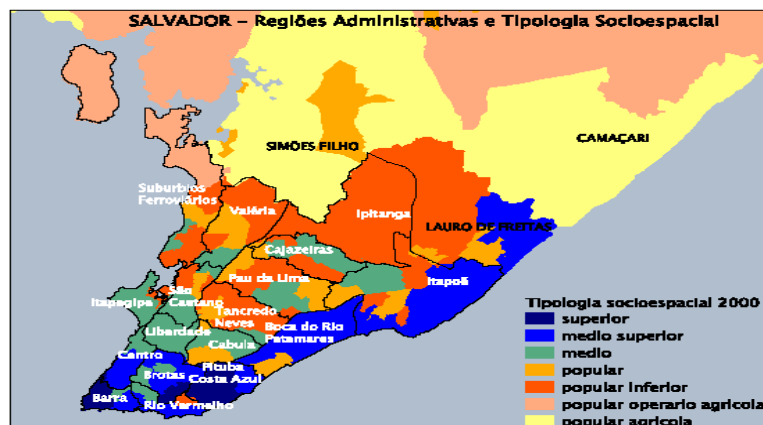 SALVADOR – Regiões Administrativas e Tipologia Socioespacial
CAMAÇARI
SIMÕES FILHO
Suburbios
Ferroviários
Valéria
Ipitanga
LAURO DE FREITAS
Cajazeiras
Pau da Lima
Itapoã
São
Caetano
Itapagipe
Tancredo
Neves
Liberdade
Boca do Rio
Patamares
Cabula
Centro
Pituba
Costa Azul
Brotas
Barra
Rio Vermelho
Tipologia socioespacial 2000
superior
medio superior
medio
popular
popular inferior
popular operario agricola
popular agricola